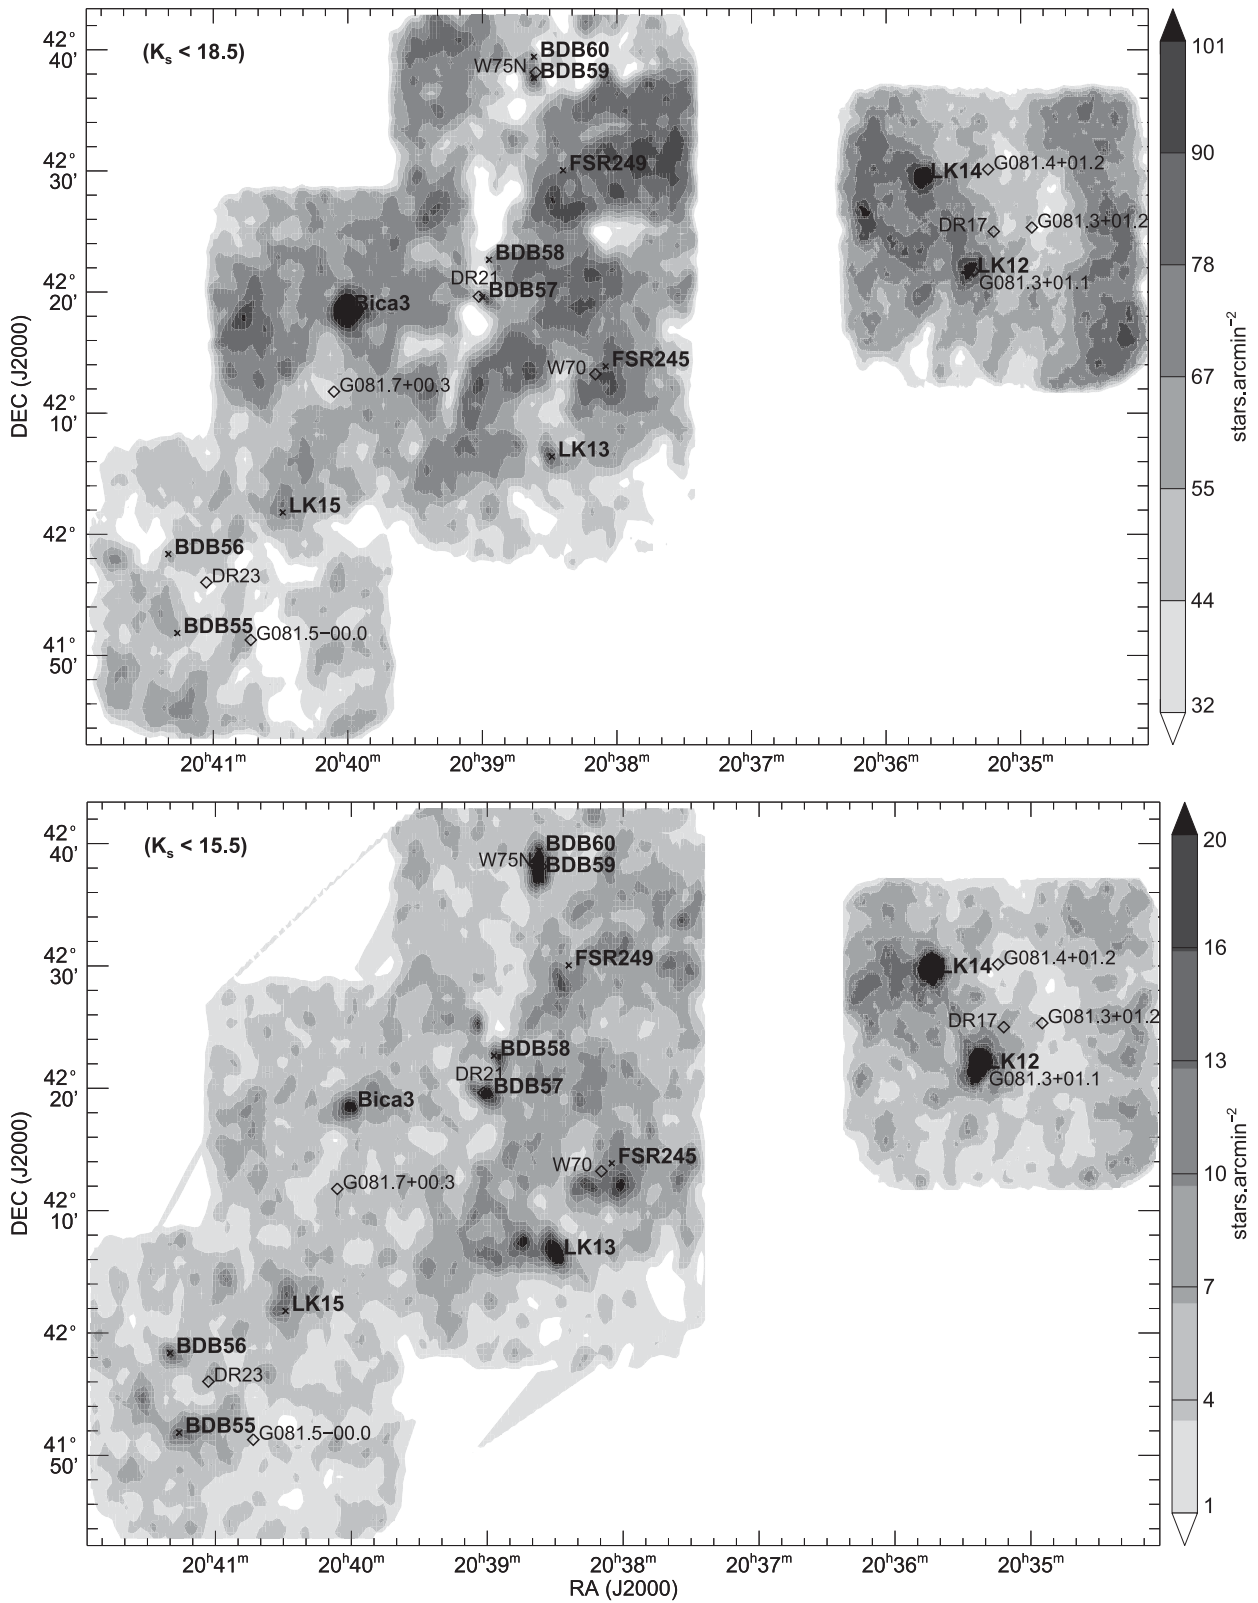 (Ks < 18.5)
BDB60
W75N
BDB59
FSR249
BDB58
DR21
BDB57
Bica3
W70
FSR245
G081.7+00.3
LK13
LK15
BDB56
DR23
BDB55
G081.5−00.0
LK14
G081.4+01.2
DR17
G081.3+01.2
LK12
G081.3+01.1
42° 40'
42° 30'
42° 20'
42° 10'
42°
41° 50'
DEC (J2000)
20h41m 20h40m 20h39m 20h38m 20h37m 20h36m 20h35m
101
90
78
67
55
44
32
stars.arcmin−2
(Ks < 15.5)
BDB60
W75N
BDB59
FSR249
BDB58
DR21
BDB57
Bica3
W70
FSR245
G081.7+00.3
LK13
LK15
BDB56
DR23
BDB55
G081.5−00.0
LK14
G081.4+01.2
DR17
G081.3+01.2
LK12
G081.3+01.1
42° 40'
42° 30'
42° 20'
42° 10'
42°
41° 50'
DEC (J2000)
20h41m 20h40m 20h39m 20h38m 20h37m 20h36m 20h35m
RA (J2000)
20
16
13
10
7
4
1
stars.arcmin−2